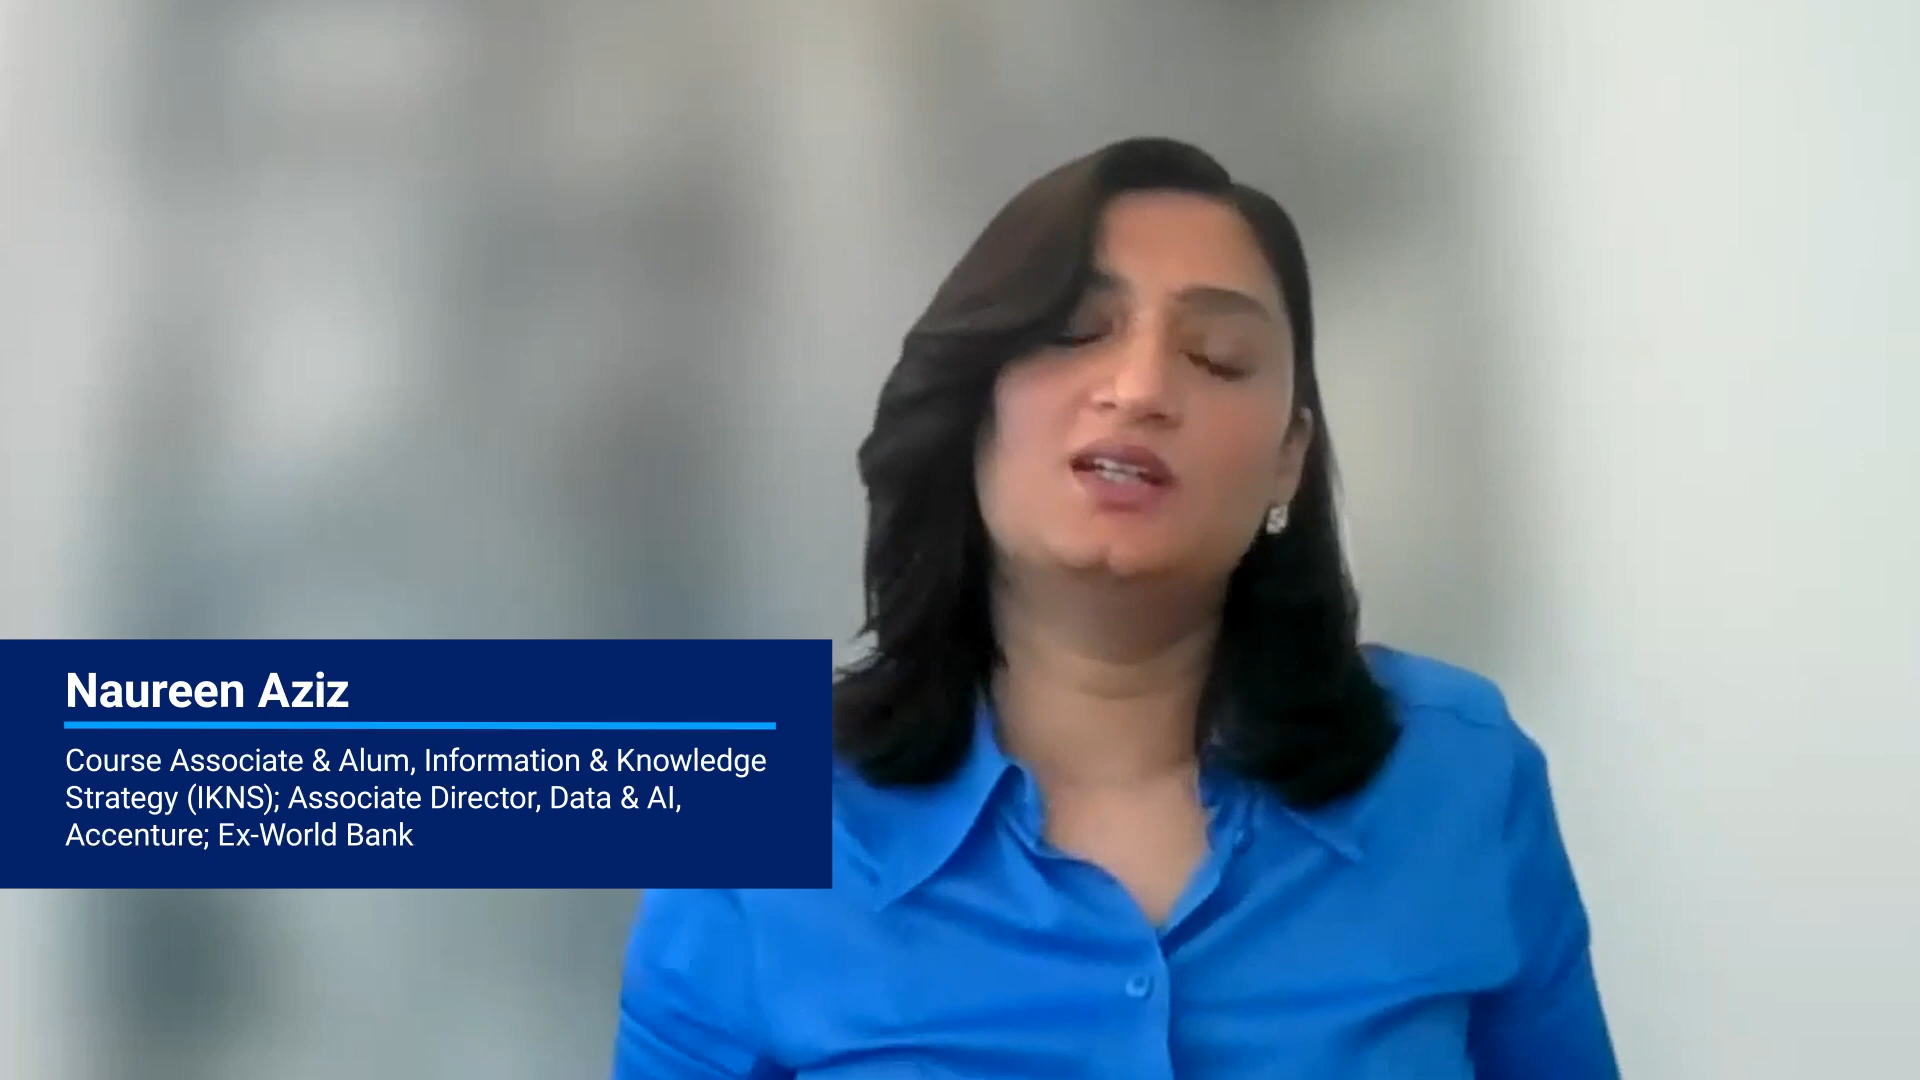 Naureen Aziz
Course Associate & Alum, Information & Knowledge
Strategy (IKNS); Associate Director, Data & AI,
Accenture; Ex-World Bank